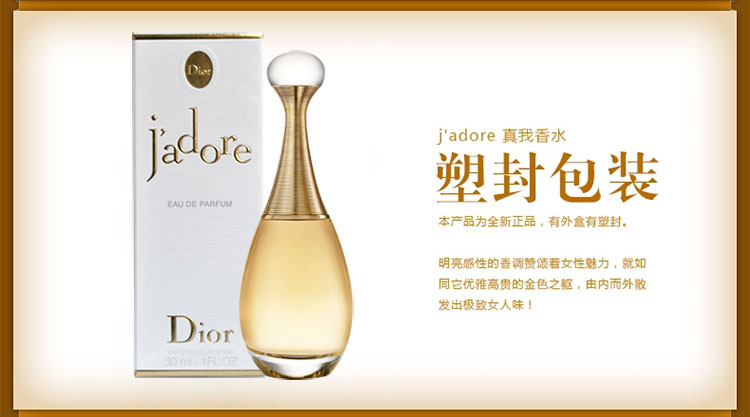 Dior
j'adore
EAU DE PARFUM
Dior
VAPORISATEUR SPRAY
30 ml - 1FL.OZ
j'adore 真我香水
塑封包装
本产品为全新正品，有外盒有塑封。
明亮感性的香调赞颂着女性魅力，就如
同它优雅高贵的金色之躯，由内而外散
发出极致女人味！